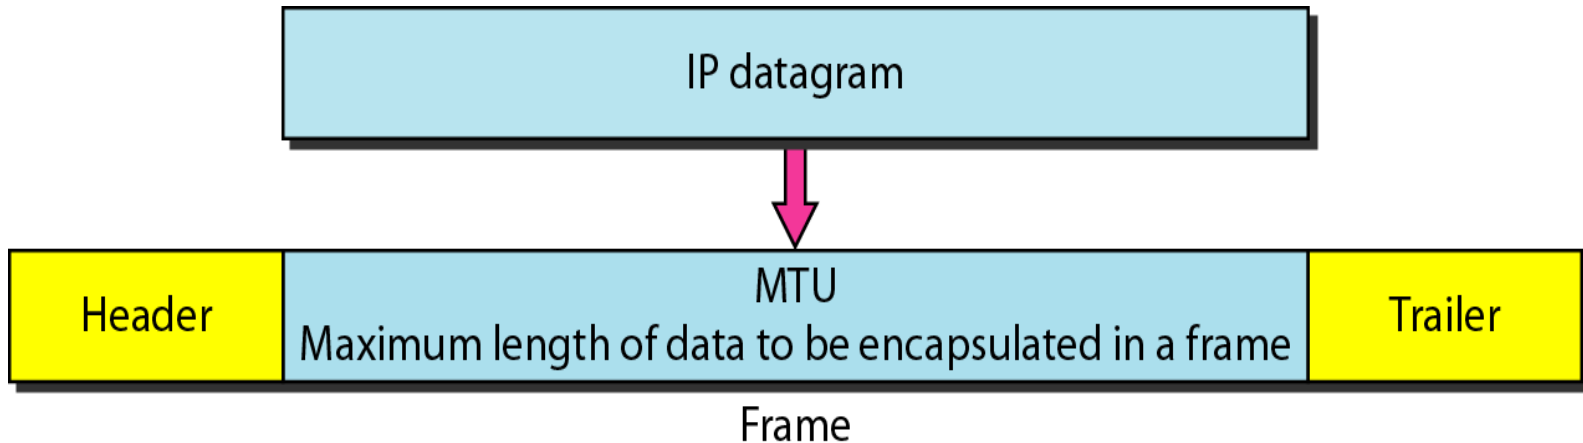 IP datagram
Header
MTU
Maximum length of data to be encapsulated in a frame
Trailer
Frame